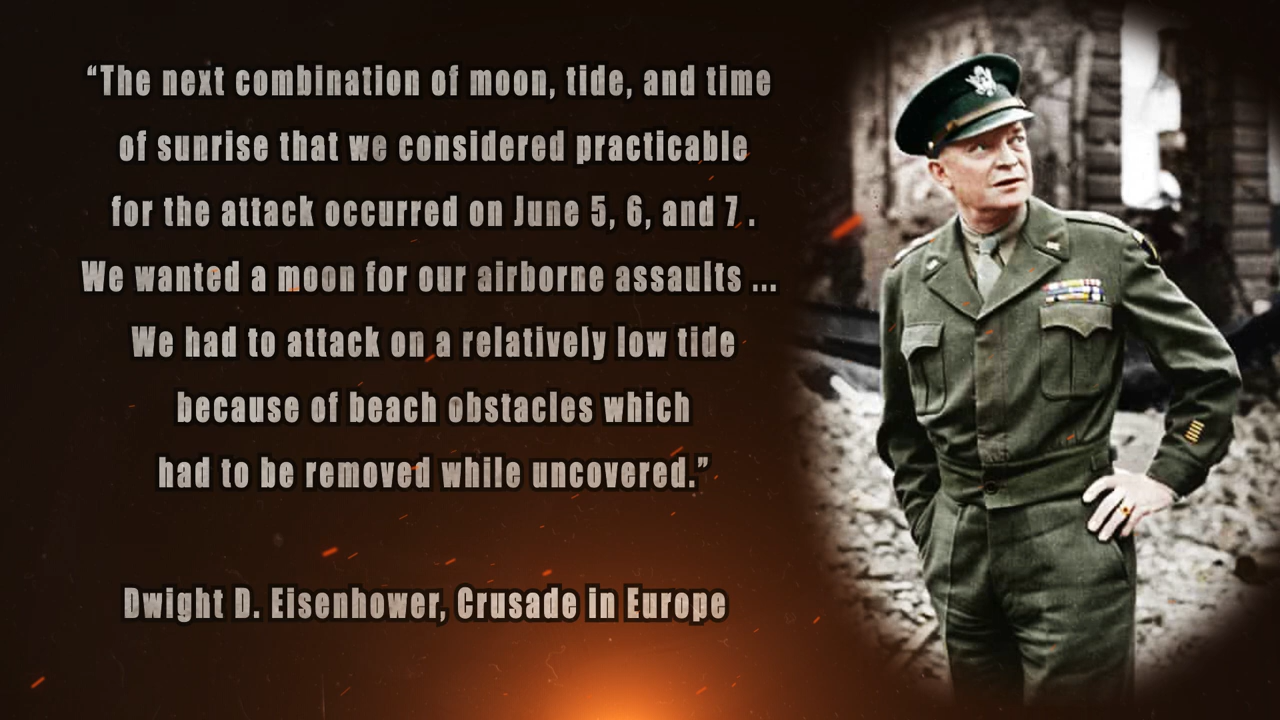 “The next combination of moon, tide, and time
of sunrise that we considered practicable
for the attack occurred on June 5, 6, and 7 .
We wanted a moon for our airborne assaults ...
We had to attack on a relatively low tide
because of beach obstacles which
had to be removed while uncovered.”
Dwight D. Eisenhower, Crusade in Europe